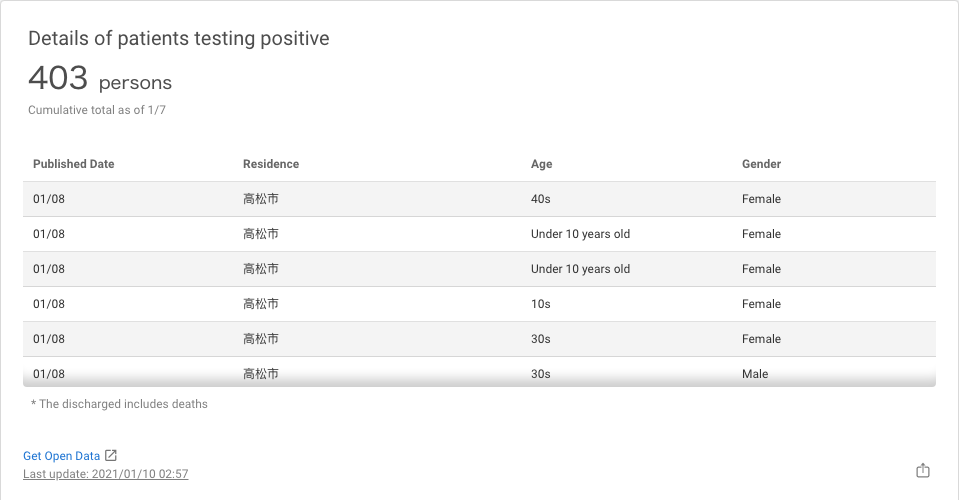 Details of patients testing positive
403 persons
Cumulative total as of 1/7
Published Date Residence Age Gender
01/08 高松市 40s Female
01/08 高松市 Under 10 years old Female
01/08 高松市 Under 10 years old Female
01/08 高松市 10s Female
01/08 高松市 30s Female
01/08 高松市 30s Male
* The discharged includes deaths
Get Open Data
Last update: 2021/01/10 02:57